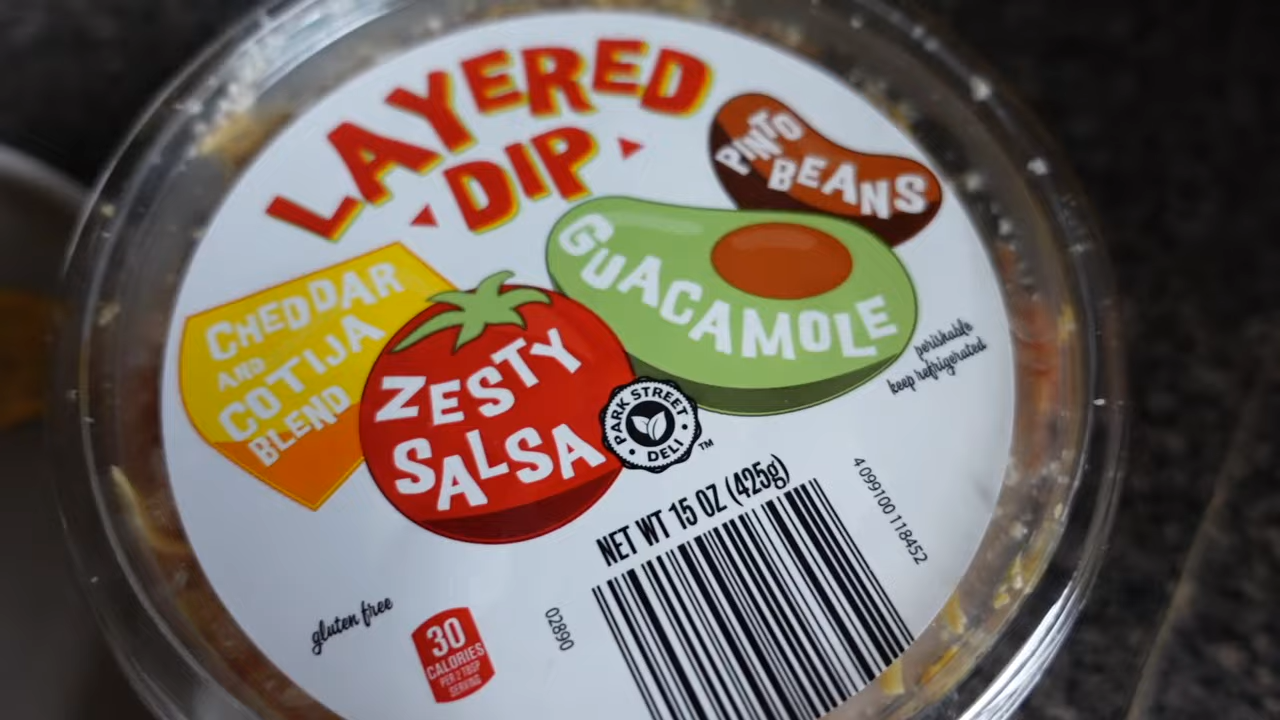 LAYERED
DIP
PINTO
BEANS
GUACAMOLE
CHEDDAR
AND
COTIJA
BLEND
ZESTY
SALSA
PARK STREET
DELI
TM
perishable
keep refrigerated
NET WT 15 OZ (425g)
4 099100 118452
02890
gluten free
30
CALORIES
PER 2 TBSP
SERVING